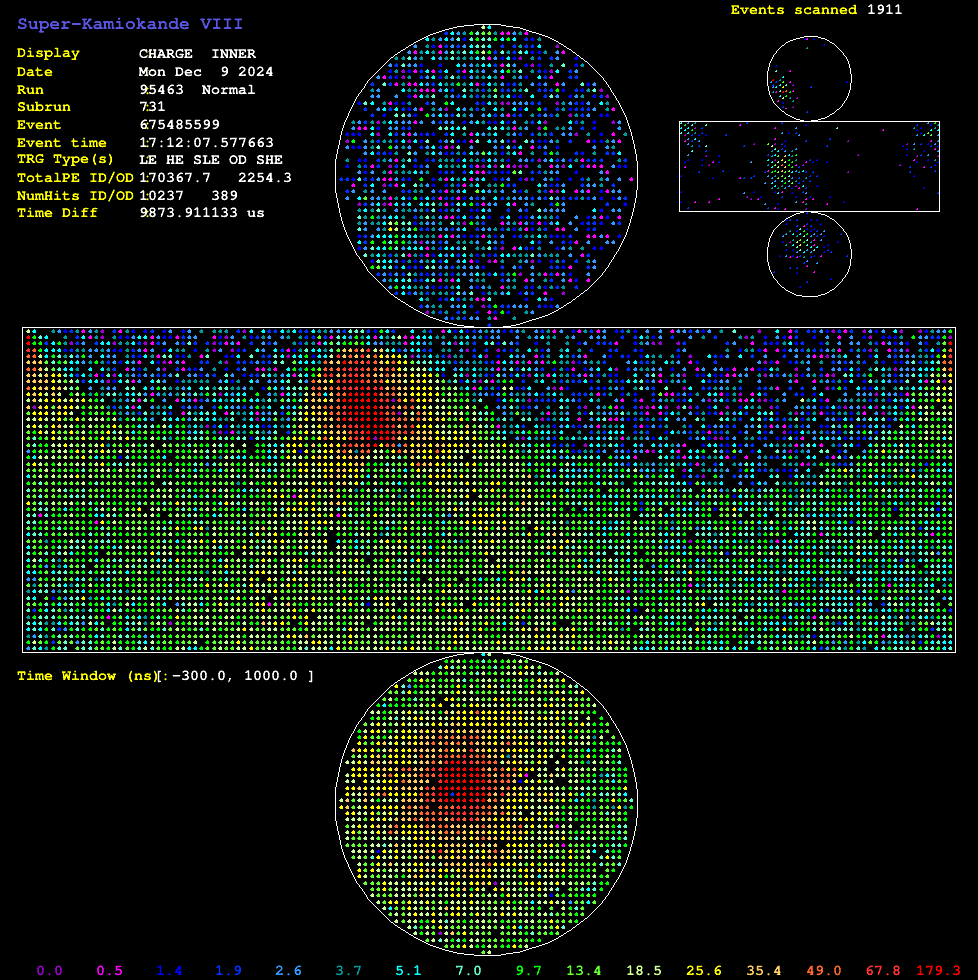 Super-Kamiokande VIII
Events scanned 1911
Display CHARGE INNER
Date Mon Dec 9 2024
Run 95463 Normal
Subrun 731
Event 675485599
Event time 17:12:07.577663
TRG Type(s) LE HE SLE OD SHE
TotalPE ID/OD 170367.7 2254.3
NumHits ID/OD 10237 389
Time Diff 9873.911133 us
Time Window (ns)[:-300.0, 1000.0 ]
0.0 0.5 1.4 1.9 2.6 3.7 5.1 7.0 9.7 13.4 18.5 25.6 35.4 49.0 67.8 179.3